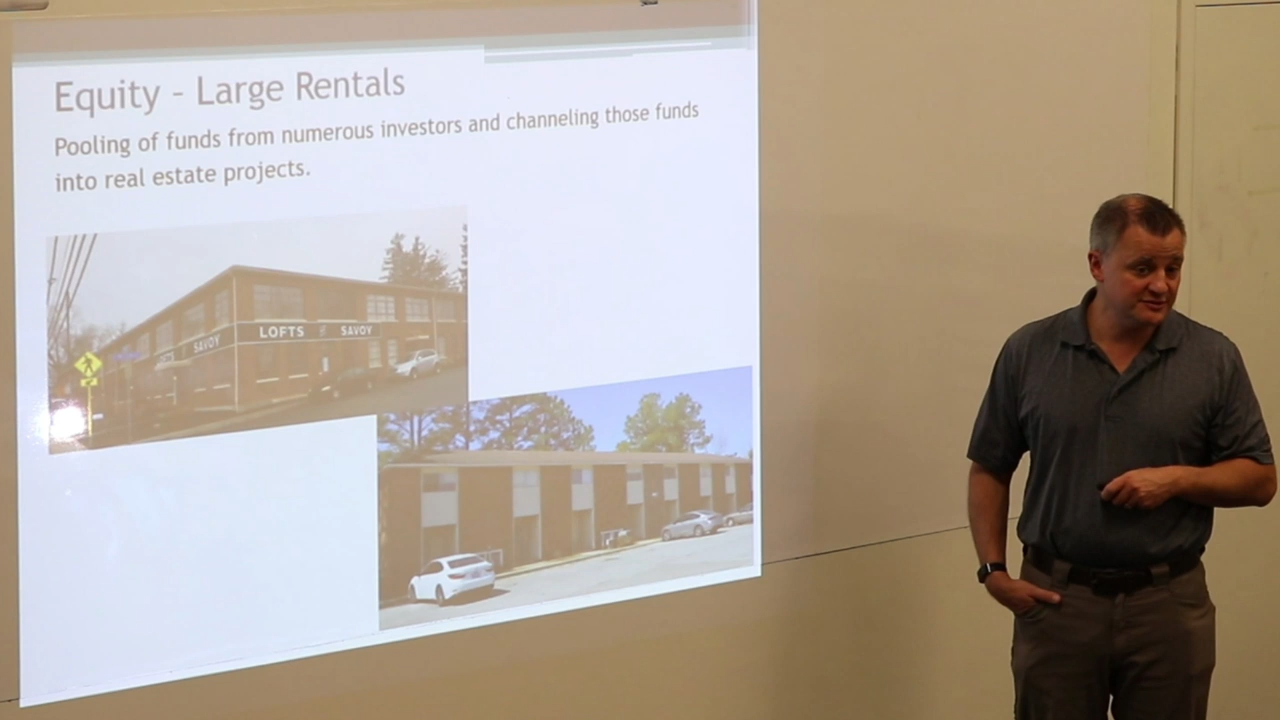 Equity – Large Rentals
Pooling of funds from numerous investors and channeling those funds
into real estate projects.
LOFTS SAVOY
SAVOY